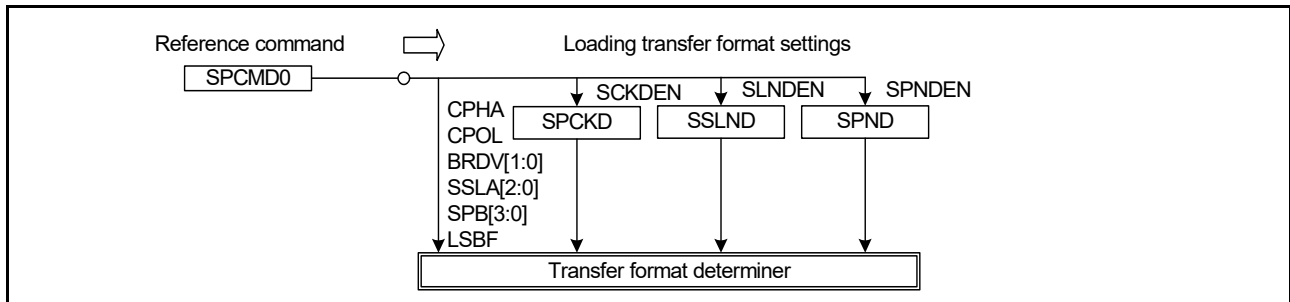 Reference command
Loading transfer format settings
SPCMD0
SCKDEN
SLNDEN
SPNDEN
CPHA
CPOL
BRDV[1:0]
SSLA[2:0]
SPB[3:0]
LSBF
SPCKD
SSLND
SPND
Transfer format determiner